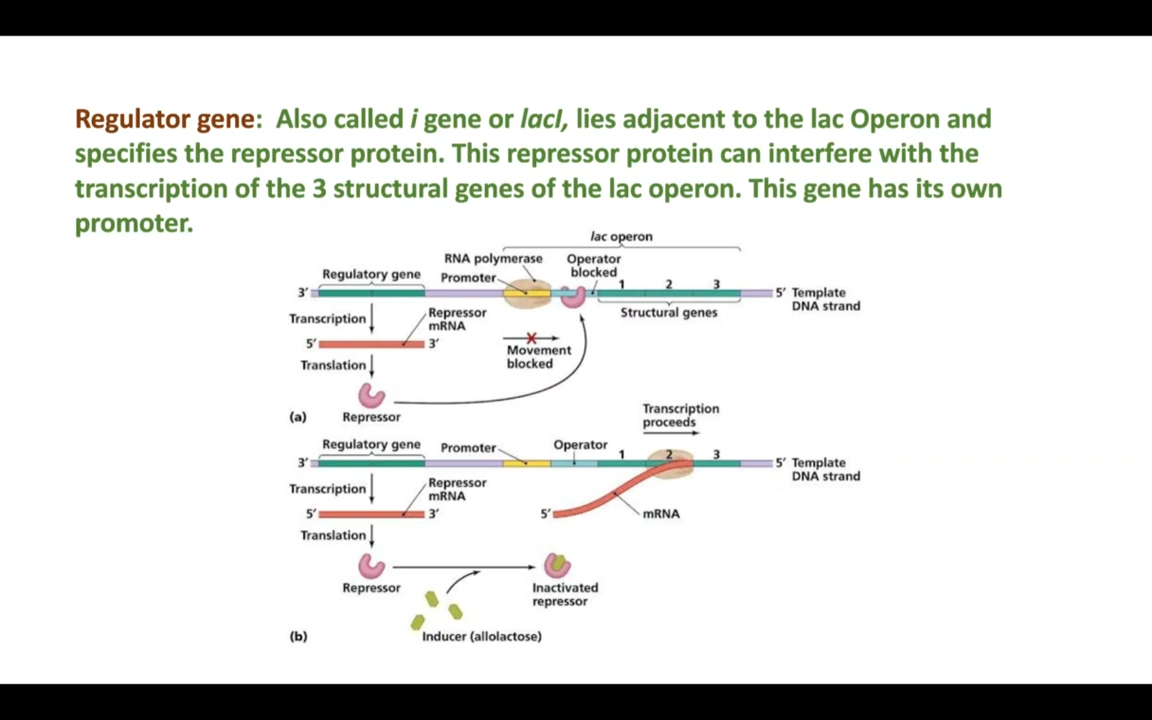 Regulator gene: Also called i gene or lacI, lies adjacent to the lac Operon and
specifies the repressor protein. This repressor protein can interfere with the
transcription of the 3 structural genes of the lac operon. This gene has its own
promoter.
lac operon
RNA polymerase
Operator
blocked
Regulatory gene
Promoter
1 2 3
3′
5′ Template
DNA strand
Transcription
Repressor
mRNA
Structural genes
5′
3′
Movement
blocked
Translation
(a)
Repressor
Transcription
proceeds
Regulatory gene
Promoter
Operator
1 2 3
3′
5′ Template
DNA strand
Transcription
Repressor
mRNA
5′
3′
5′
mRNA
Translation
Repressor
Inactivated
repressor
(b)
Inducer (allolactose)